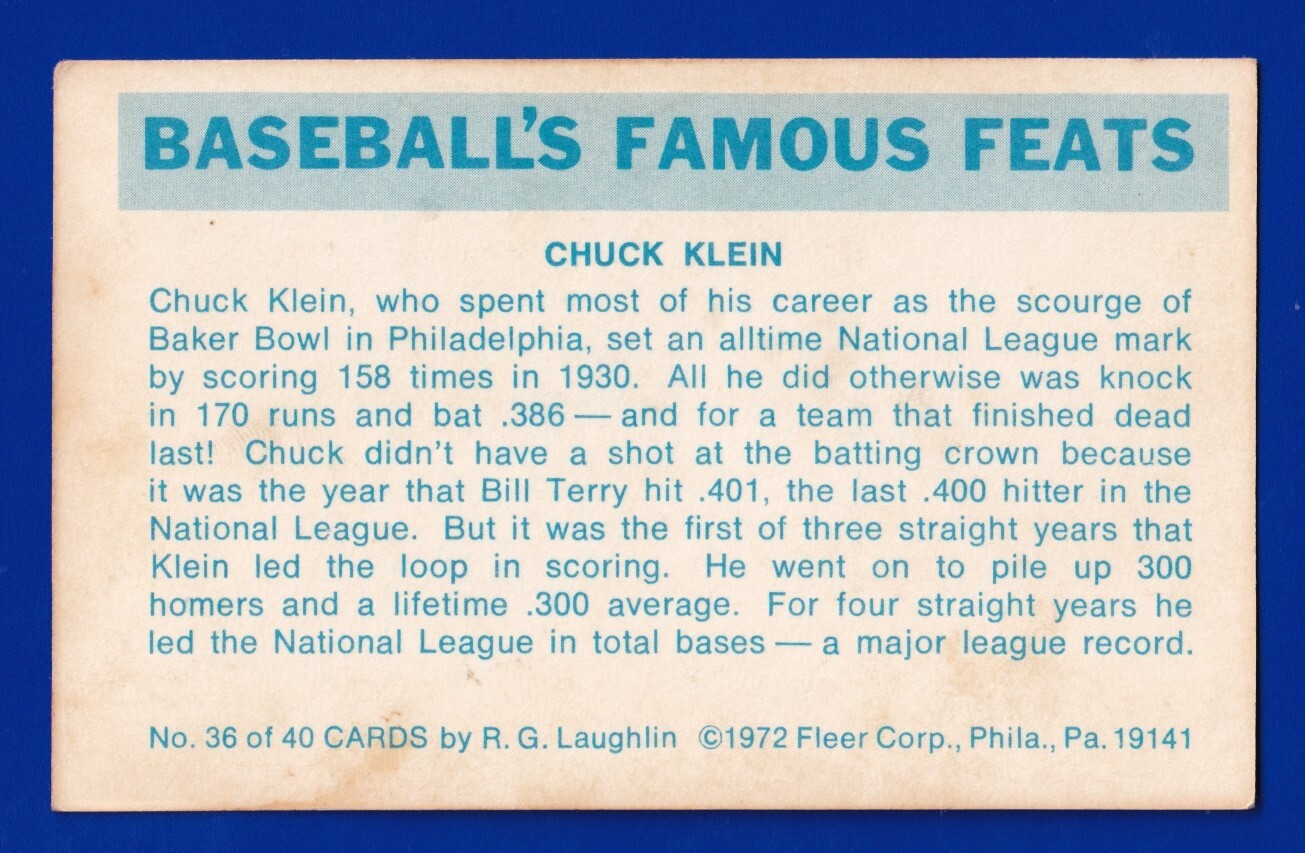 BASEBALL'S FAMOUS FEATS
CHUCK KLEIN
Chuck Klein, who spent most of his career as the scourge of
Baker Bowl in Philadelphia, set an alltime National League mark
by scoring 158 times in 1930. All he did otherwise was knock
in 170 runs and bat .386 — and for a team that finished dead
last! Chuck didn't have a shot at the batting crown because
it was the year that Bill Terry hit .401, the last .400 hitter in the
National League. But it was the first of three straight years that
Klein led the loop in scoring. He went on to pile up 300
homers and a lifetime .300 average. For four straight years he
led the National League in total bases — a major league record.
No. 36 of 40 CARDS by R. G. Laughlin ©1972 Fleer Corp., Phila., Pa. 19141